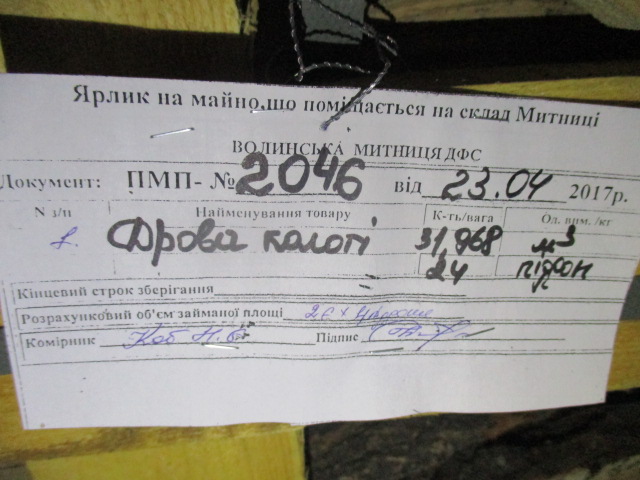 Ярлик на майно,що поміщається на склад Митниці
ВОЛИНСЬКА МИТНИЦЯ ДФС
Документ: ПМП- № 2046 від 23.04 2017р.
N з/п Найменування товару К-ть/вага Од. вим. /кг
1. Дрова колоті 31,968 м3
24 піддон
Кінцевий строк зберігання
Розрахунковий об'єм займаної площі
Комірник Підпис